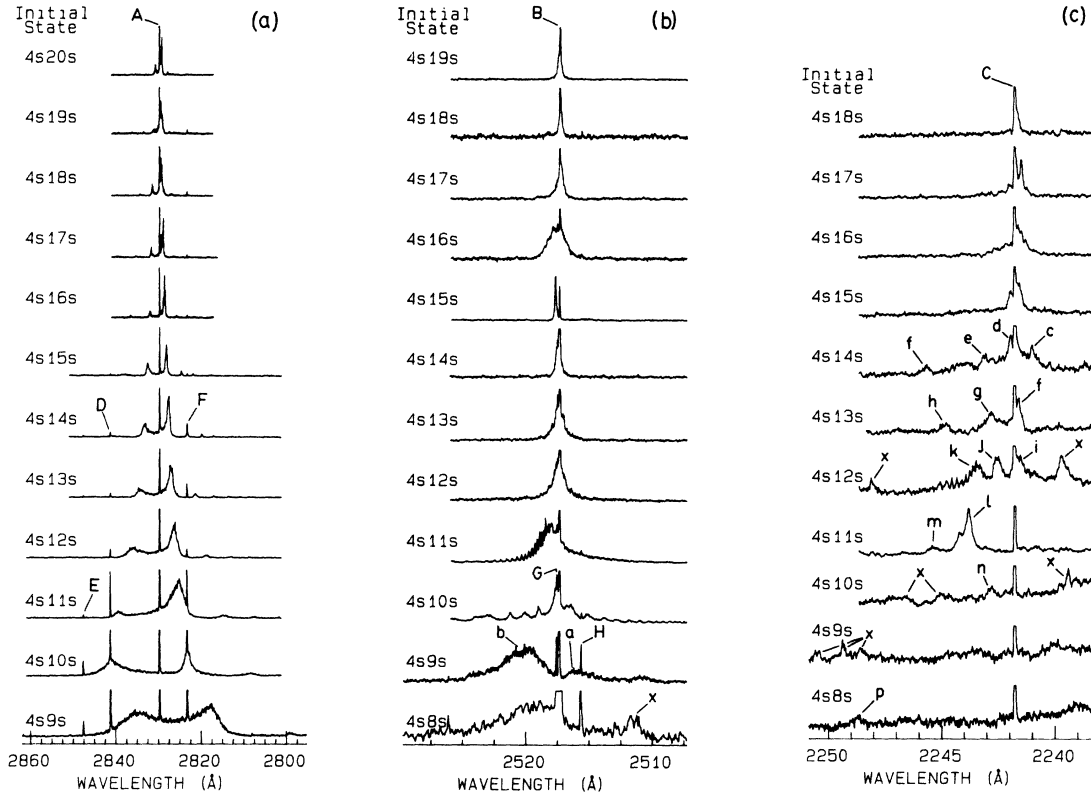 Initial
State
A
(a)
4s20s
4s19s
4s18s
4s17s
4s16s
4s15s
D
F
4s14s
4s13s
4s12s
E
4s11s
4s10s
4s9s
2860
2840
2820
2800
WAVELENGTH (Å)
Initial
State
B
(b)
4s19s
4s18s
4s17s
4s16s
4s15s
4s14s
4s13s
4s12s
4s11s
G
4s10s
b
a
H
4s9s
x
4s8s
2520
2510
WAVELENGTH (Å)
(c)
Initial
State
C
4s18s
4s17s
4s16s
4s15s
f
e
d
c
4s14s
h
g
f
4s13s
x
k
J
i
x
4s12s
m
l
4s11s
x
n
x
4s10s
4s9s
x
4s8s
p
2250
2245
2240
WAVELENGTH (Å)